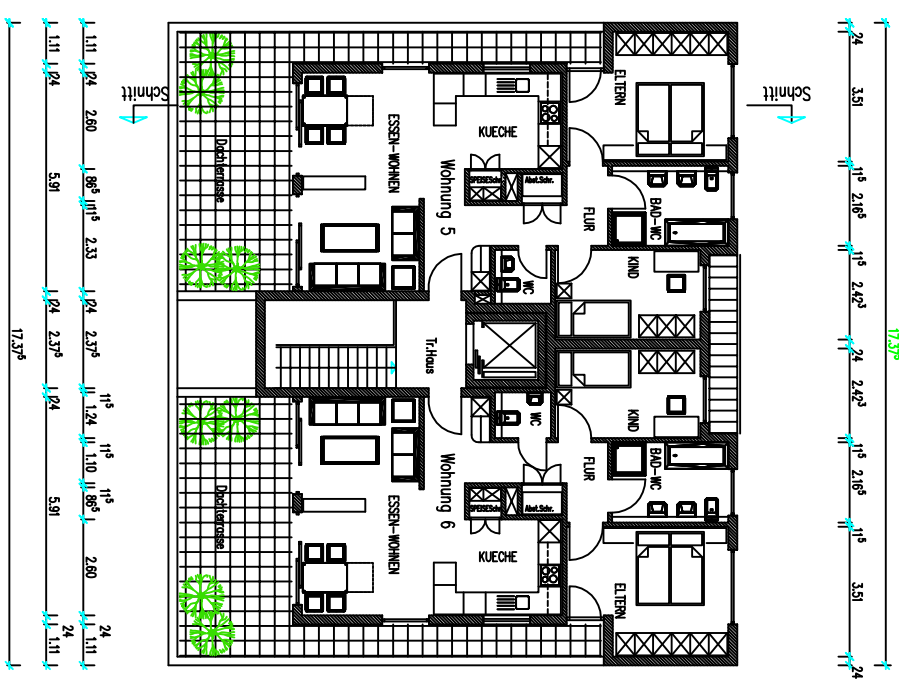 17.37⁵
1.11
24
5.91
24
2.37⁵
24
5.91
24
1.11
1.11
24
2.60
86⁵
11⁵
2.33
24
2.37⁵
24
11⁵
1.24
11⁵
1.10
11⁵
86⁵
2.60
24
1.11
Schnitt
Schnitt
Dachterrasse
ESSEN-WOHNEN
KUECHE
Wohnung 5
SPEISESchr.
Abst.Schr.
ELTERN
FLUR
BAD-WC
WC
KIND
Tr.Haus
WC
KIND
BAD-WC
FLUR
Wohnung 6
SPEISESchr.
Abst.Schr.
KUECHE
ESSEN-WOHNEN
Dachterrasse
ELTERN
24
3.51
11⁵
2.16⁵
11⁵
2.42³
24
2.42³
11⁵
2.16⁵
11⁵
3.51
24
17.37⁵